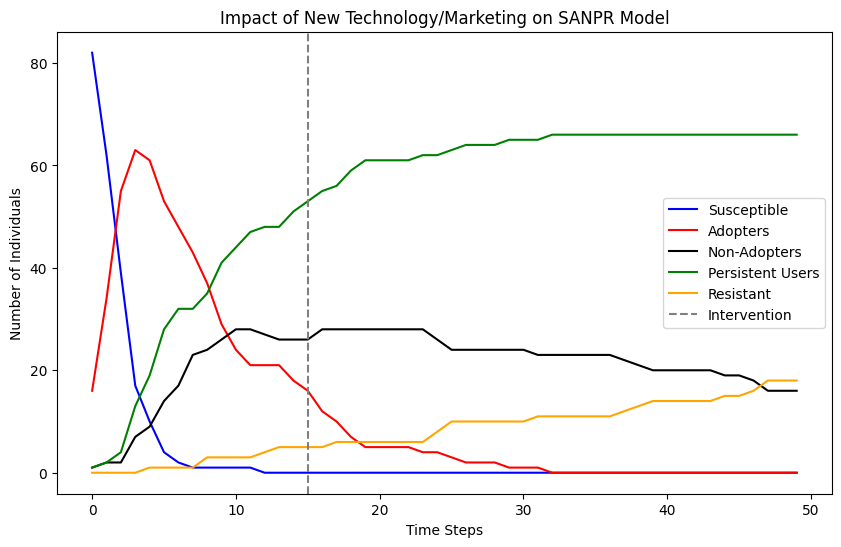 Impact of New Technology/Marketing on SANPR Model
Number of Individuals
80
60
40
20
0
Susceptible
Adopters
Non-Adopters
Persistent Users
Resistant
Intervention
0 10 20 30 40 50
Time Steps